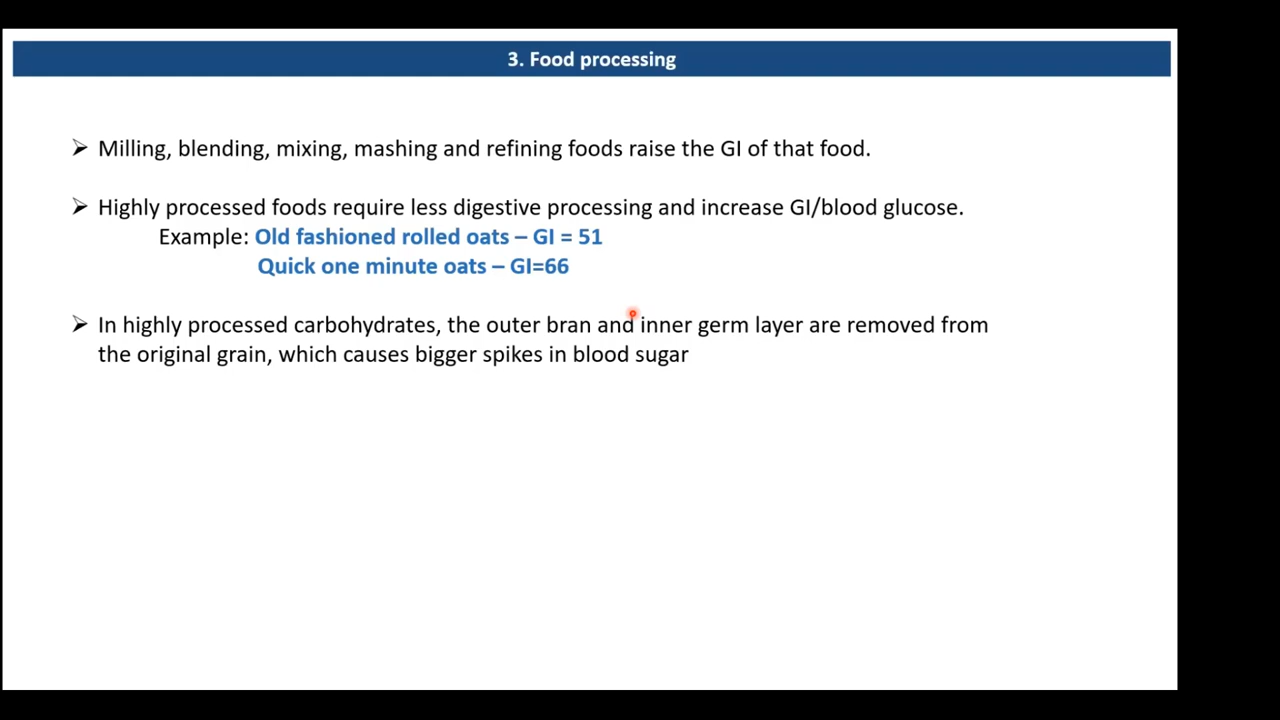 3. Food processing
➢ Milling, blending, mixing, mashing and refining foods raise the GI of that food.
➢ Highly processed foods require less digestive processing and increase GI/blood glucose.
Example: Old fashioned rolled oats – GI = 51
Quick one minute oats – GI=66
➢ In highly processed carbohydrates, the outer bran and inner germ layer are removed from
the original grain, which causes bigger spikes in blood sugar